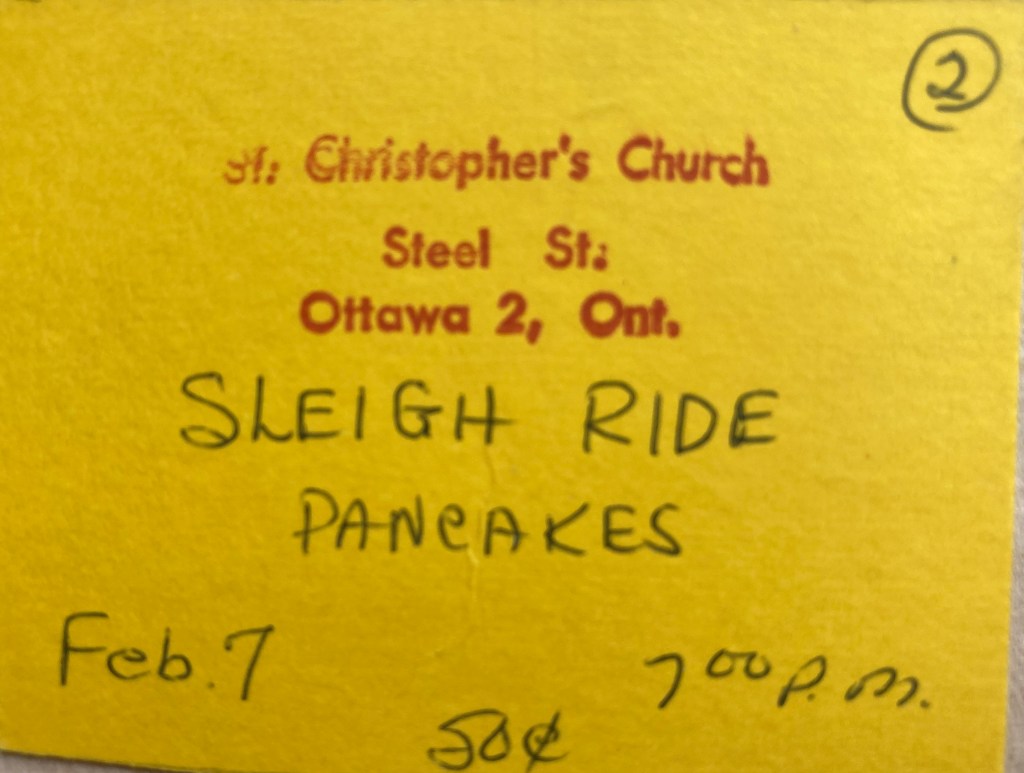 2
St. Christopher's Church
Steel St.
Ottawa 2, Ont.
SLEIGH RIDE
PANCAKES
Feb. 7 7 00 p.m.
50¢